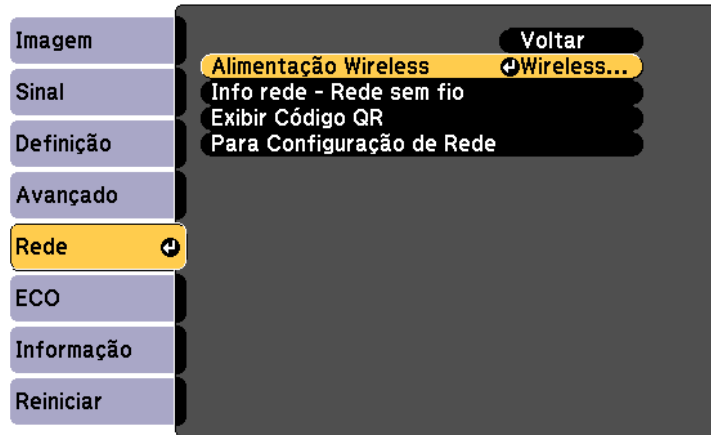 Imagem
Sinal
Definição
Avançado
Rede
ECO
Informação
Reiniciar
Voltar
Alimentação Wireless Wireless...
Info rede - Rede sem fio
Exibir Código QR
Para Configuração de Rede